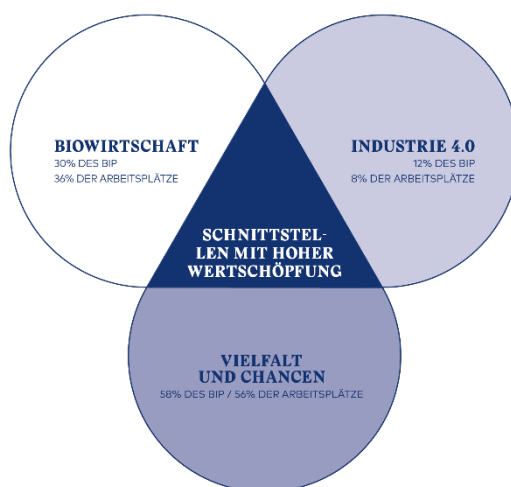 BIOWIRTSCHAFT
30% DES BIP
36% DER ARBEITSPLÄTZE
INDUSTRIE 4.0
12% DES BIP
8% DER ARBEITSPLÄTZE
SCHNITTSTEL-
LEN MIT HOHER
WERTSCHÖPFUNG
VIELFALT
UND CHANCEN
58% DES BIP / 56% DER ARBEITSPLÄTZE